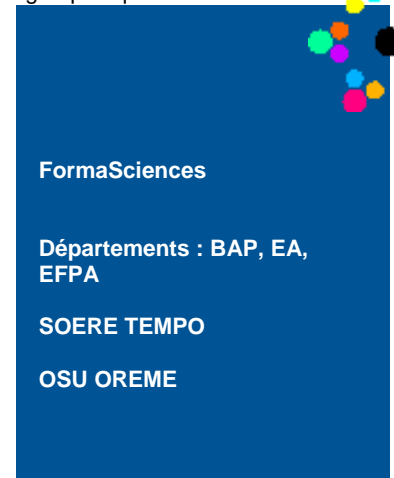 FormaSciences
Départements : BAP, EA,
EFPA
SOERE TEMPO
OSU OREME